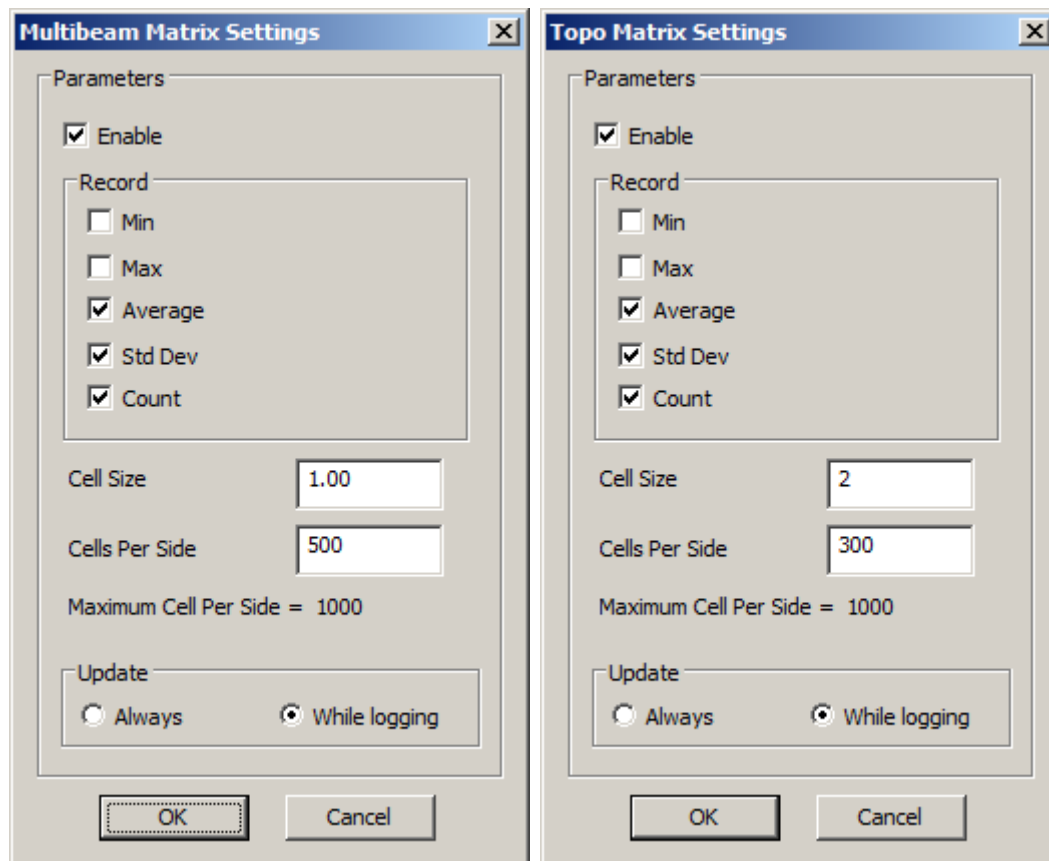 Multibeam Matrix Settings
Parameters
Enable
Record
Min
Max
Average
Std Dev
Count
Cell Size 1.00
Cells Per Side 500
Maximum Cell Per Side = 1000
Update
Always While logging
OK Cancel
Topo Matrix Settings
Parameters
Enable
Record
Min
Max
Average
Std Dev
Count
Cell Size 2
Cells Per Side 300
Maximum Cell Per Side = 1000
Update
Always While logging
OK Cancel